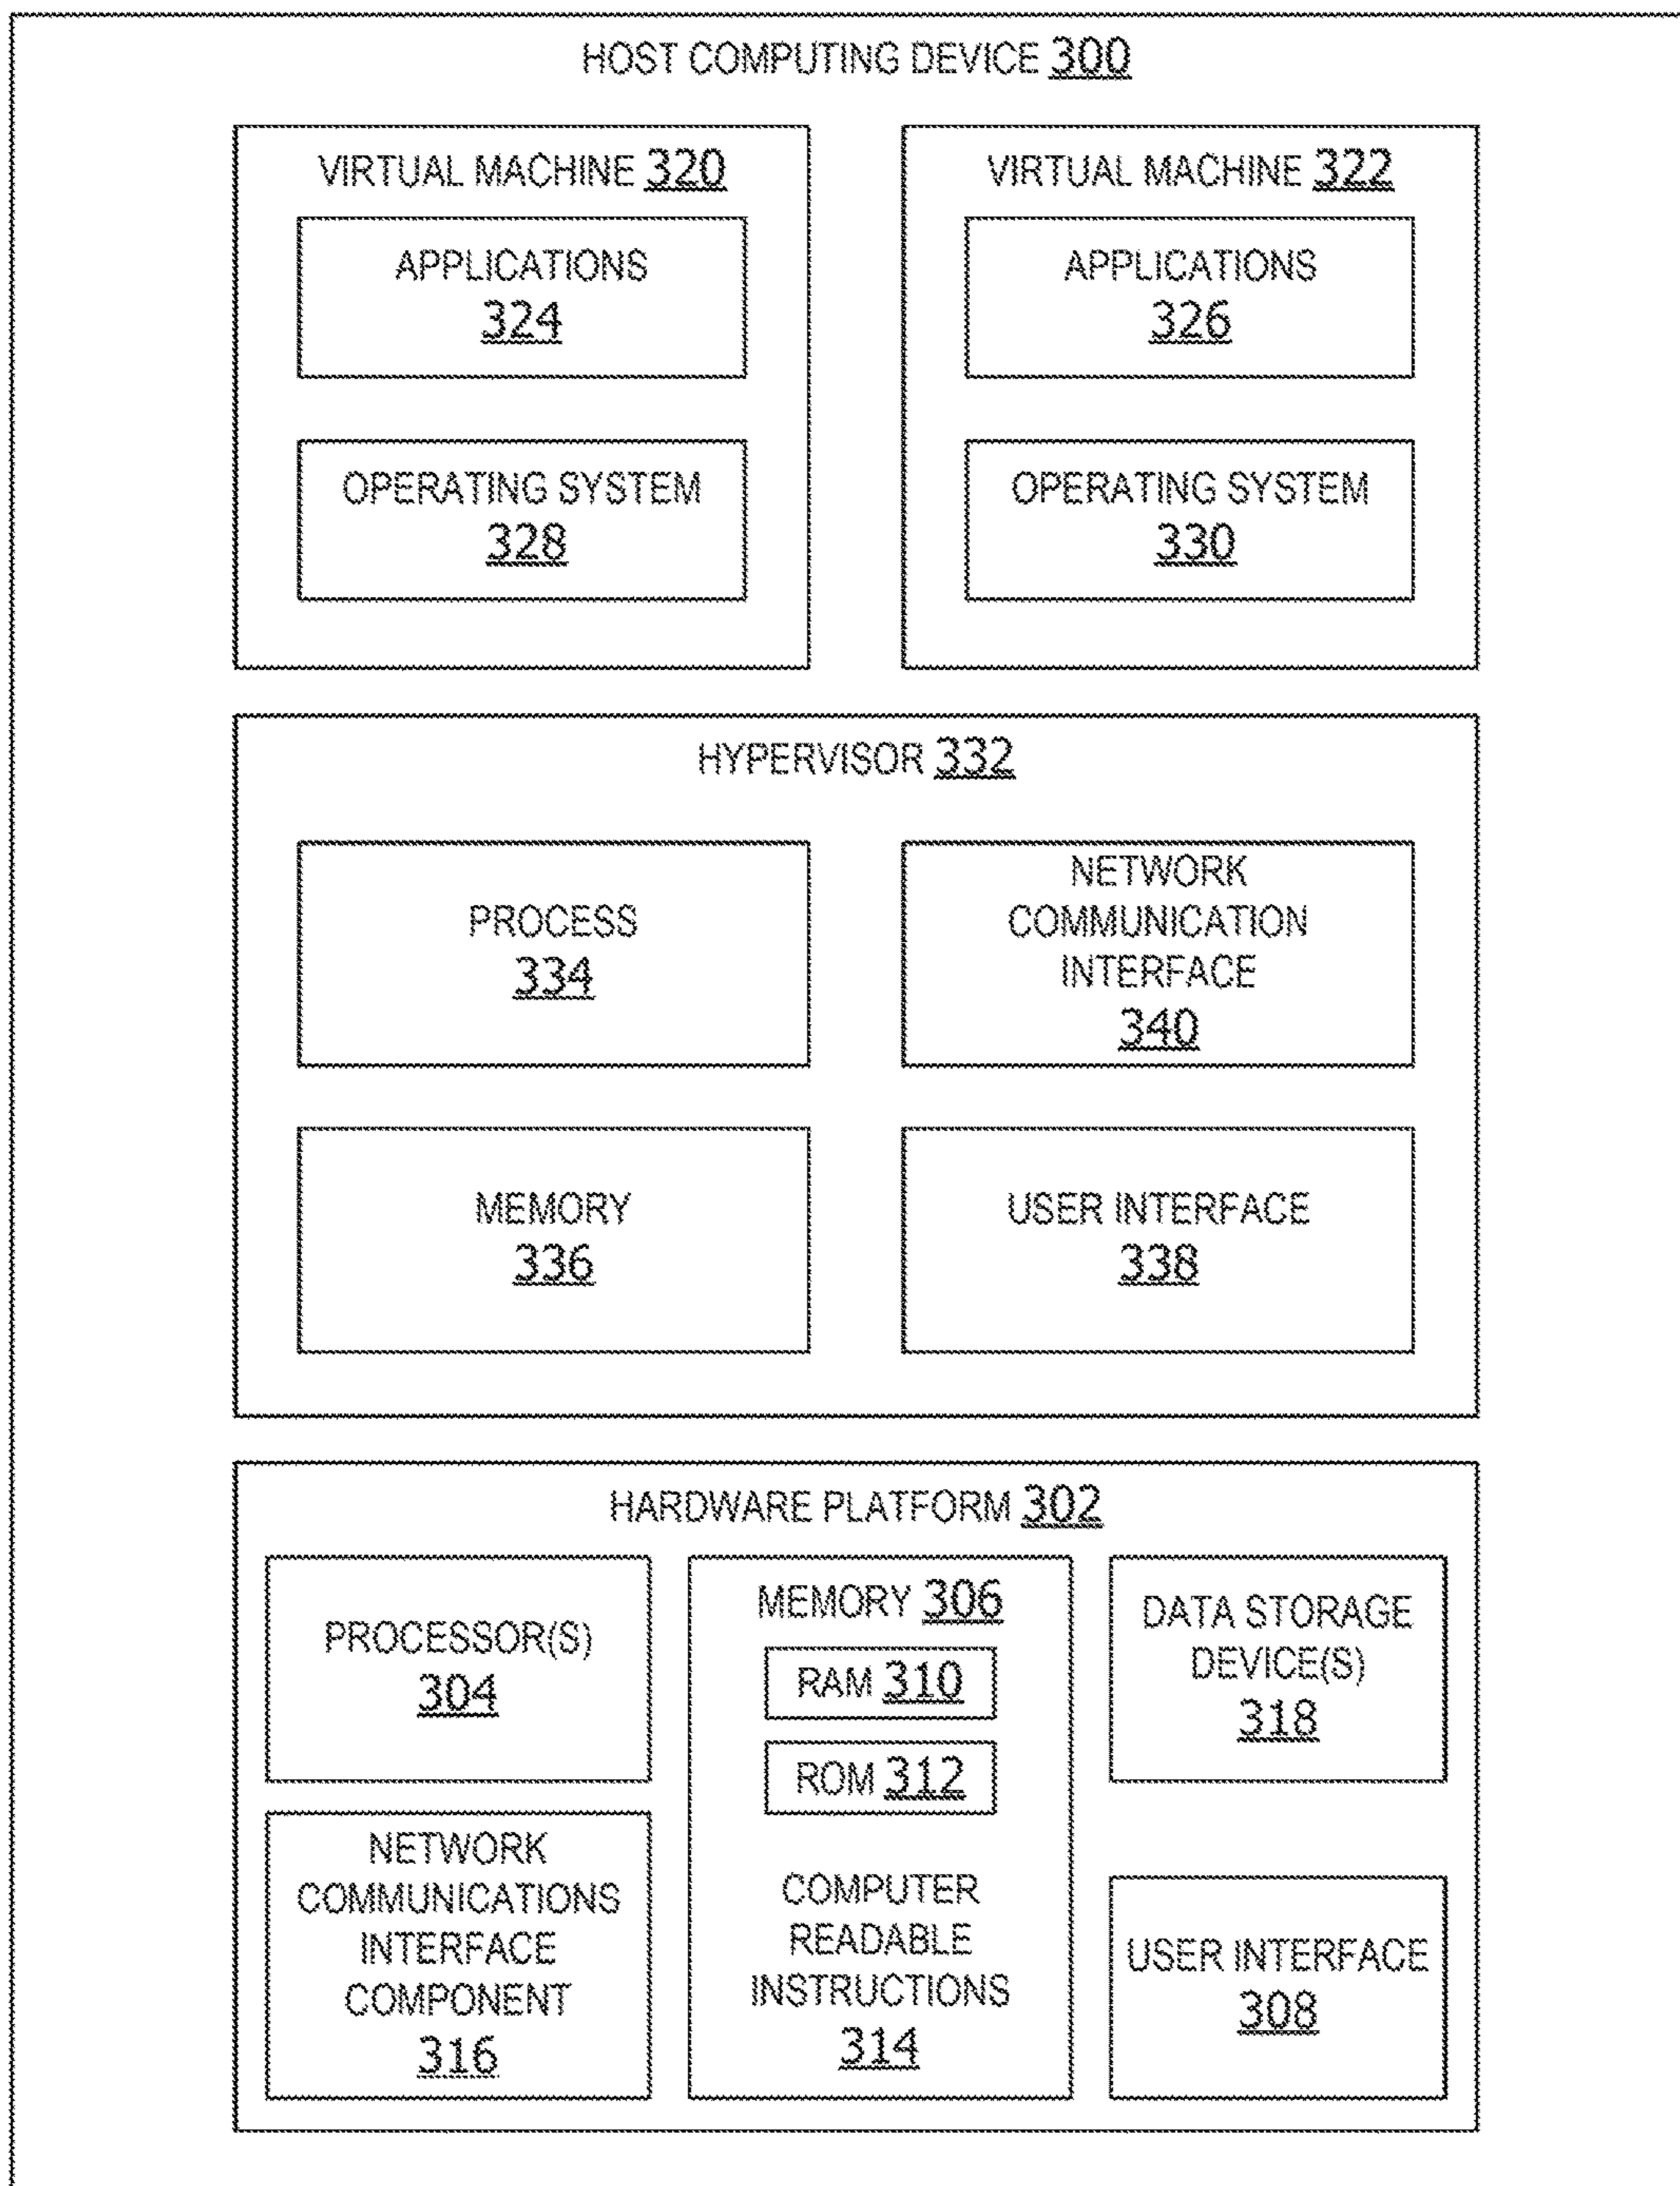 HOST COMPUTING DEVICE 300
VIRTUAL MACHINE 320
APPLICATIONS
324
OPERATING SYSTEM
328
VIRTUAL MACHINE 322
APPLICATIONS
326
OPERATING SYSTEM
330
HYPERVISOR 332
PROCESS
334
NETWORK
COMMUNICATION
INTERFACE
340
MEMORY
336
USER INTERFACE
338
HARDWARE PLATFORM 302
PROCESSOR(S)
304
NETWORK
COMMUNICATIONS
INTERFACE
COMPONENT
316
MEMORY 306
RAM 310
ROM 312
COMPUTER
READABLE
INSTRUCTIONS
314
DATA STORAGE
DEVICE(S)
318
USER INTERFACE
308